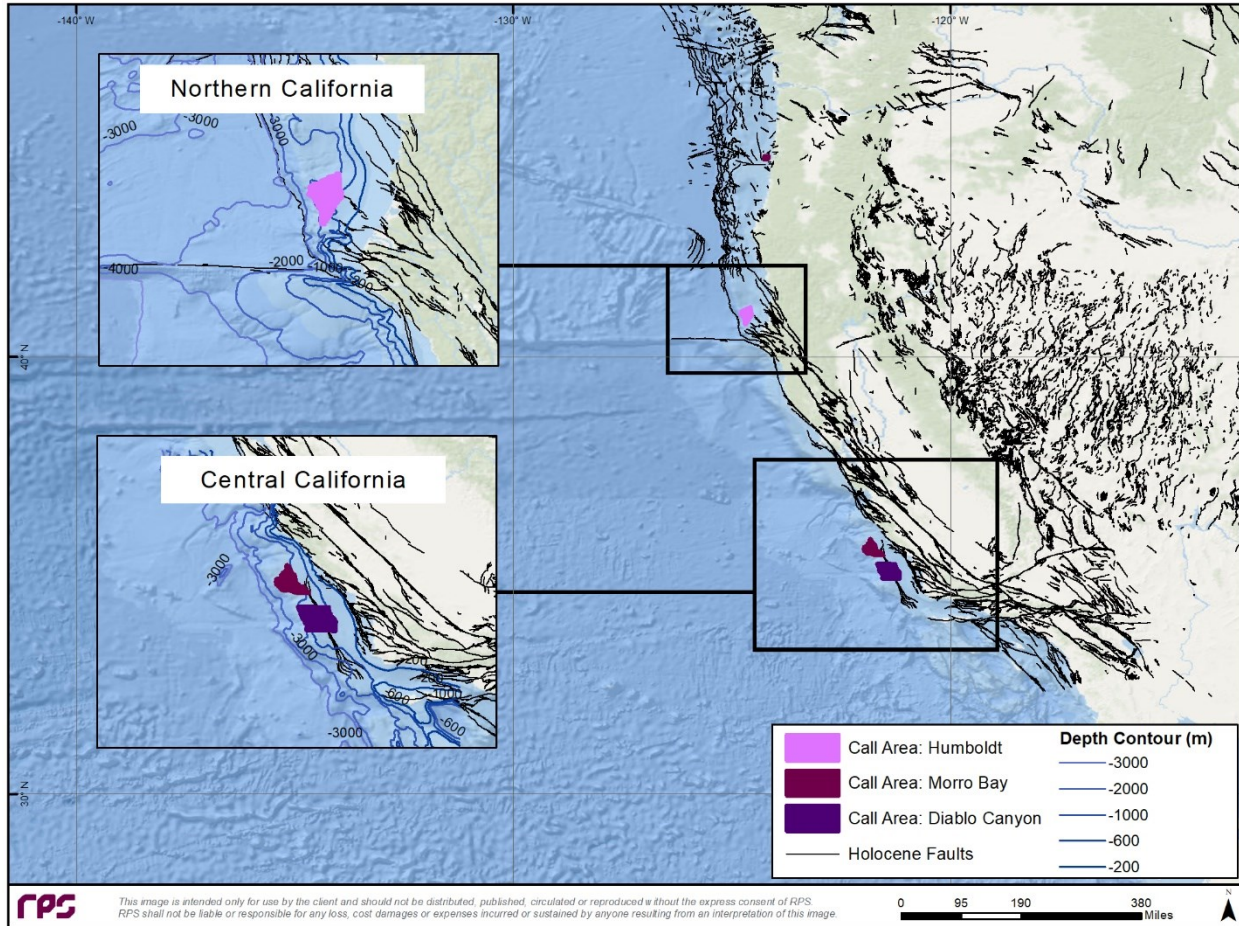 -140° W
-130° W
-120° W
40° N
30° N
Northern California
-3000
-3000
3000
-4000
-2000
-1000
-200
Central California
-3000
-3000
-200
-200
-1000
-600
-600
-3000
Call Area: Humboldt
Call Area: Morro Bay
Call Area: Diablo Canyon
Holocene Faults
Depth Contour (m)
-3000
-2000
-1000
-600
-200
rps
This image is intended only for use by the client and should not be distributed, published, circulated or reproduced without the express consent of RPS.
RPS shall not be liable or responsible for any loss, cost damages or expenses incurred or sustained by anyone resulting from an interpretation of this image.
0 95 190 380
Miles
N